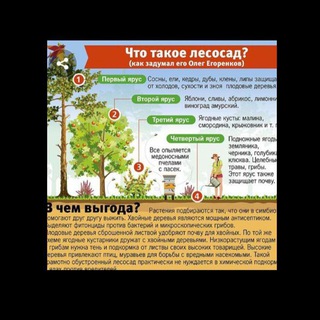 Что такое лесосад?
(как задумал его Олег Егоренков)
1
Первый ярус
Сосны, ели, кедры, дубы, клены, липы защища
от холодов, сухости и зноя плодовые деревья
Второй ярус
Яблони, сливы, абрикос, лимонни
виноград амурский.
2
Третий ярус
Ягодные кусты: малина,
смородина, крыжовник и т.
Четвертый ярус
Все опыляется
медоносными
пчелами
с пасек.
Подножные ягоды
земляника,
черника, голубик
клюква. Целебны
травы, грибы.
Этот ярус также
защищает почву.
3
4
В чем выгода?
Растения подбираются так, что они в симбио
помогают друг другу выживать. Хвойные деревья являются мощным антисептиком.
выделяют фитонциды против бактерий и микроскопических грибов.
Плодовые деревья сброшенной листвой удобряют почву для хвойных. По той же
схеме ягодные кустарники дружат с хвойными деревьями. Низкорастущим ягодам
и грибам нужна тень и подкормка от листвы своих высоких товарищей. Высокие
деревья привлекают птиц, муравьев для борьбы с вредными насекомыми. Такой
грамотно обустроенный лесосад практически не нуждается в химической подкорм